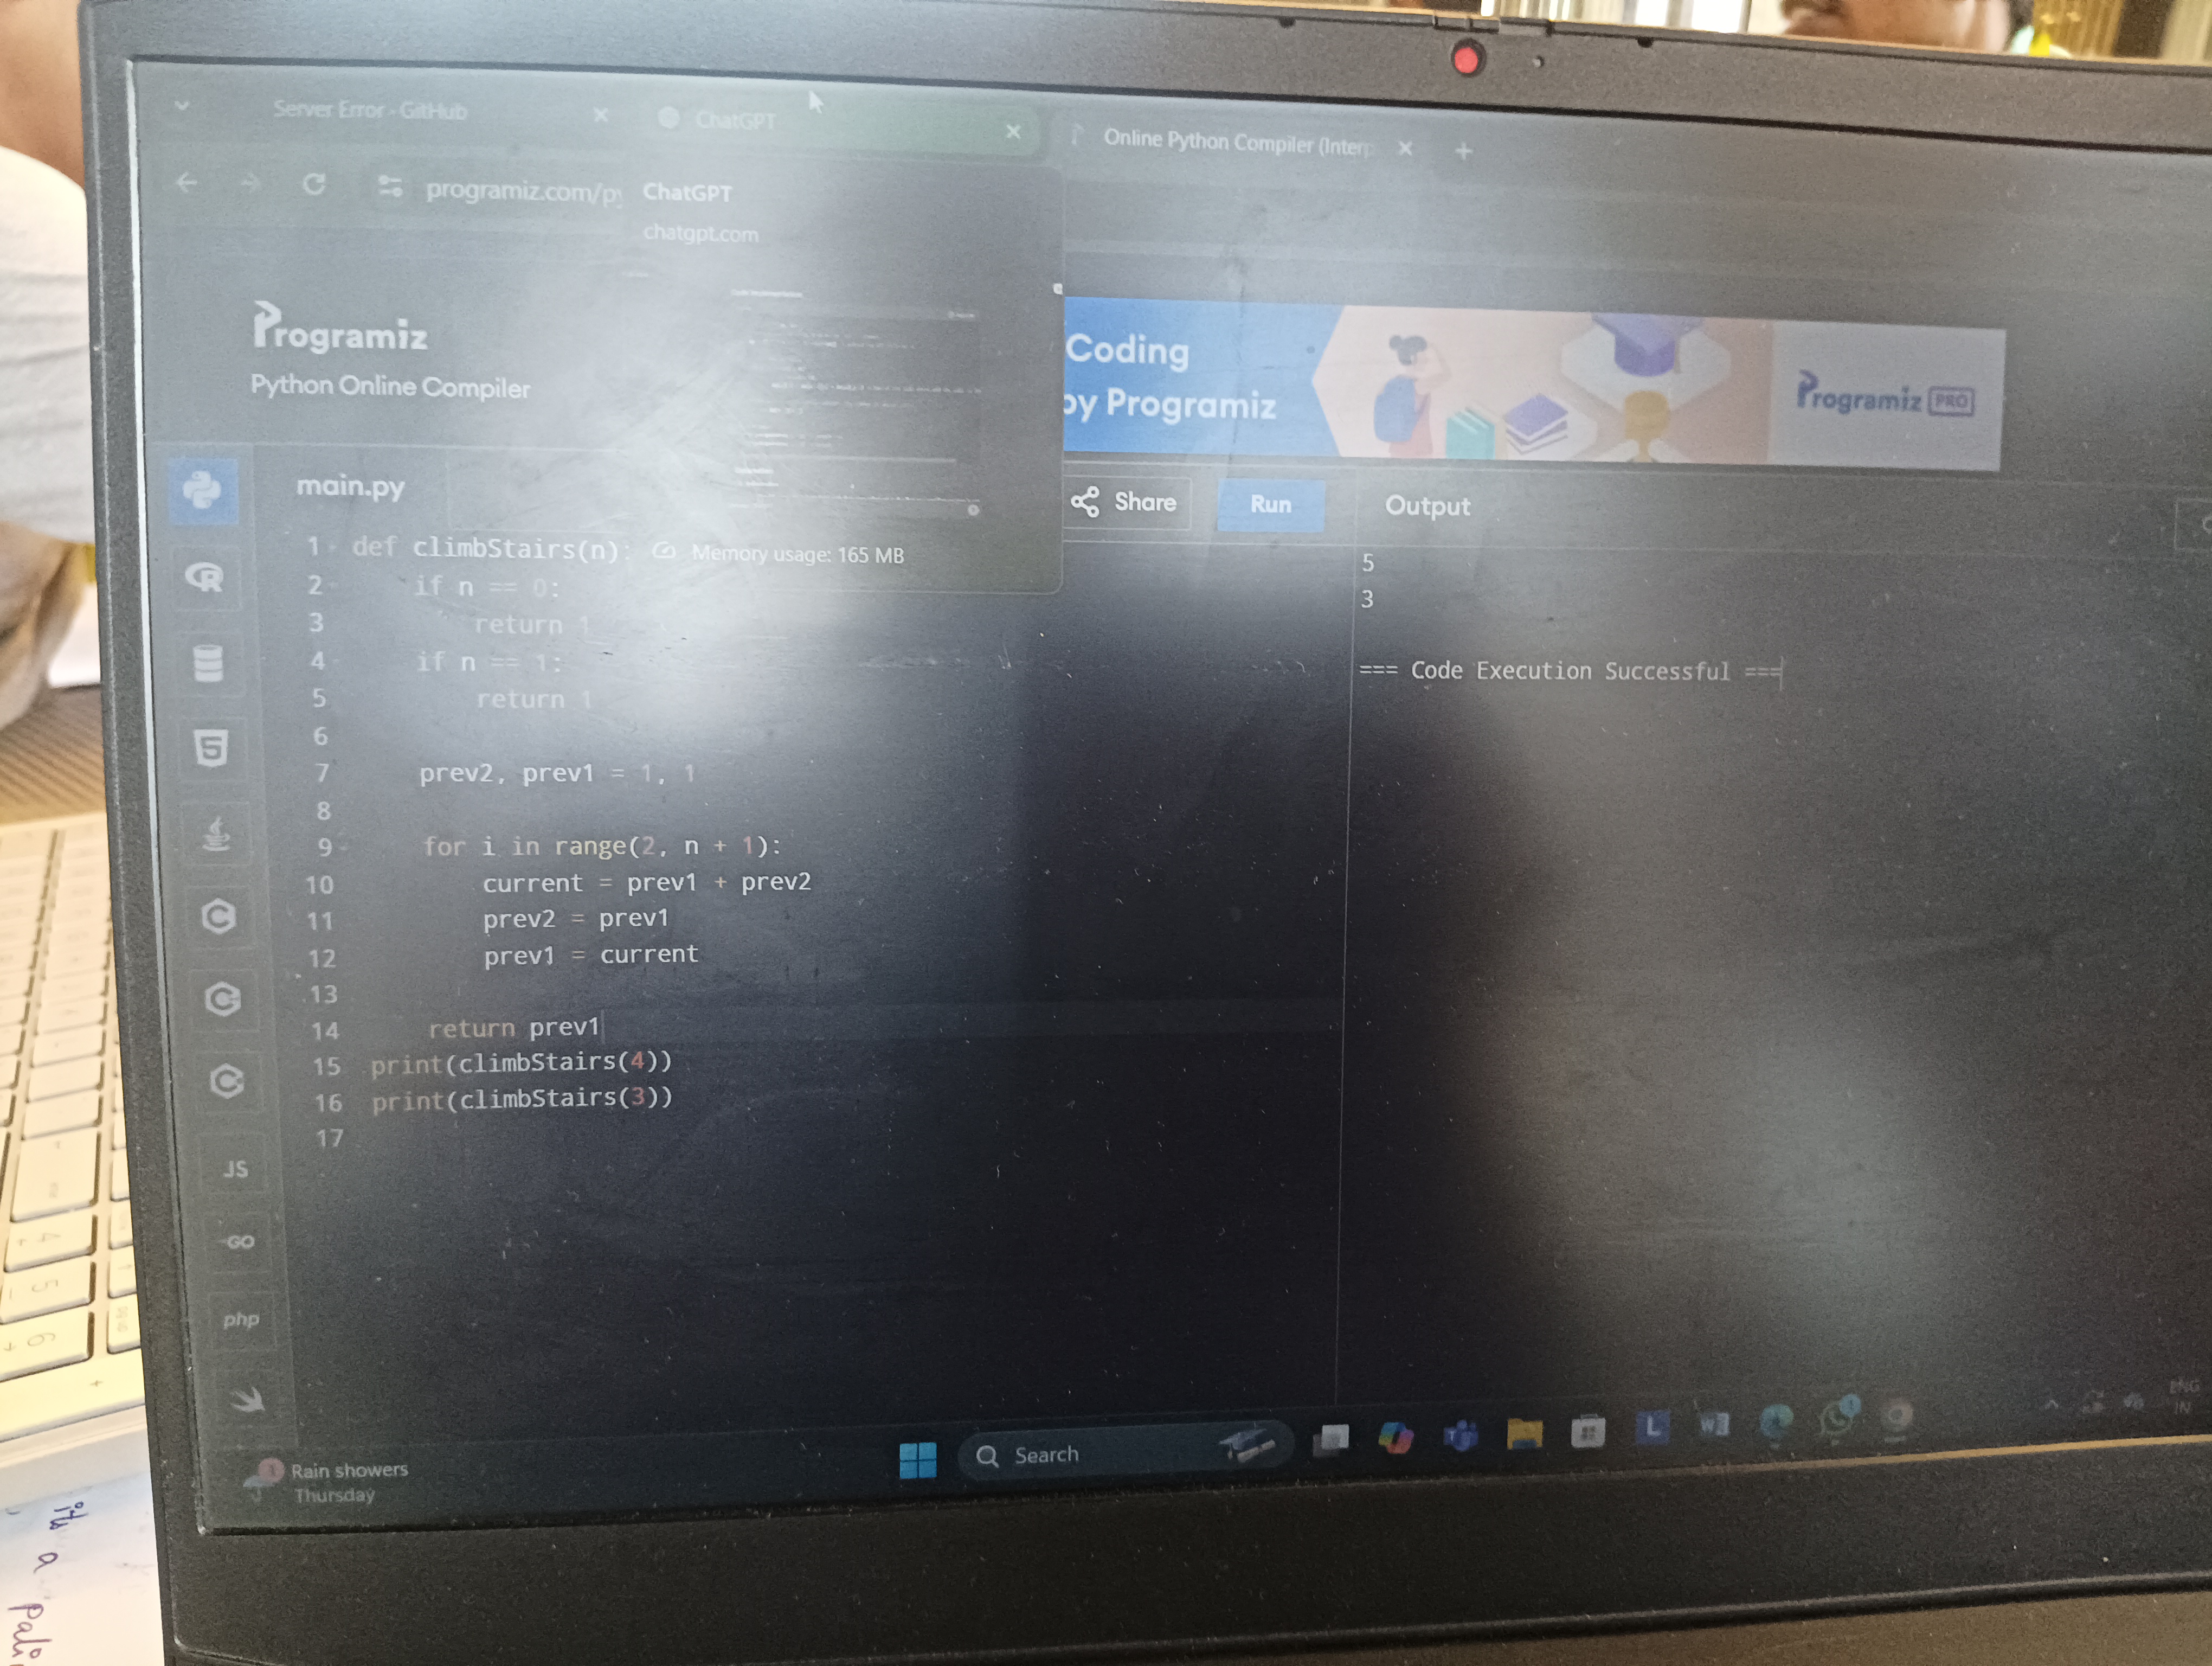 Server Error - GitHub
ChatGPT
Online Python Compiler (Interp
programiz.com/py
ChatGPT
chatgpt.com
Programiz
Python Online Compiler
Coding
by Programiz
Programiz PRO
main.py
Share
Run
Output
Memory usage: 165 MB
1 def climbStairs(n):
2 if n == 0:
3 return 1
4 if n == 1:
5 return 1
6
7 prev2, prev1 = 1, 1
8
9 for i in range(2, n + 1):
10 current = prev1 + prev2
11 prev2 = prev1
12 prev1 = current
13
14 return prev1
15 print(climbStairs(4))
16 print(climbStairs(3))
17
5
3
=== Code Execution Successful ===
JS
GO
php
Rain showers
Thursday
Search
ENG
IN
its a